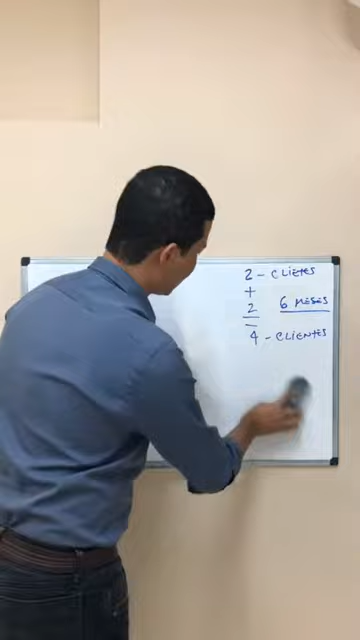 2 - CLIETES
+
2 6 MESES
4 - CLIENTES